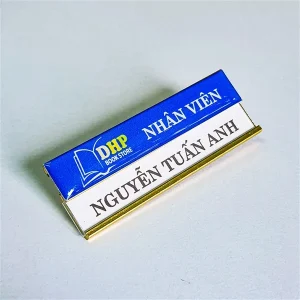 DHP
BOOK STORE
NHÂN VIÊN
NGUYỄN TUẤN ANH